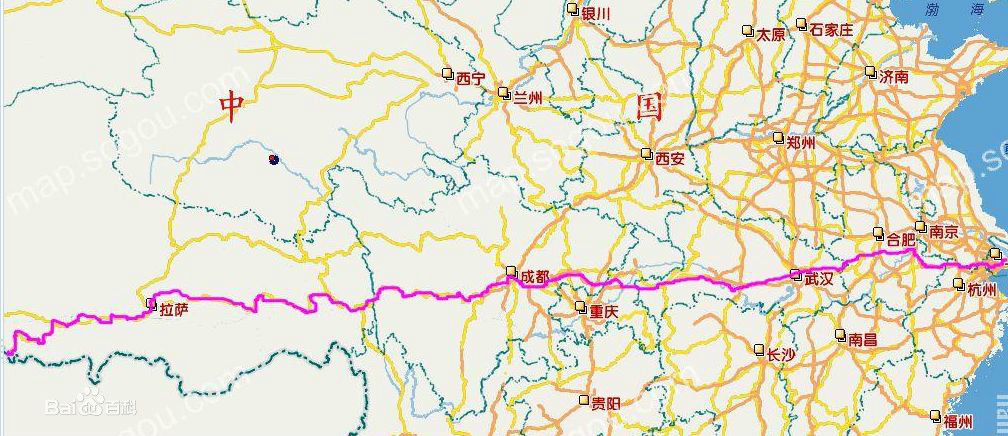 渤 海
银川
太原
石家庄
西宁
济南
兰州
中
国
郑州
西安
合肥
南京
成都
武汉
杭州
拉萨
重庆
南昌
长沙
贵阳
福州
map.sogou.com
Baidu百科